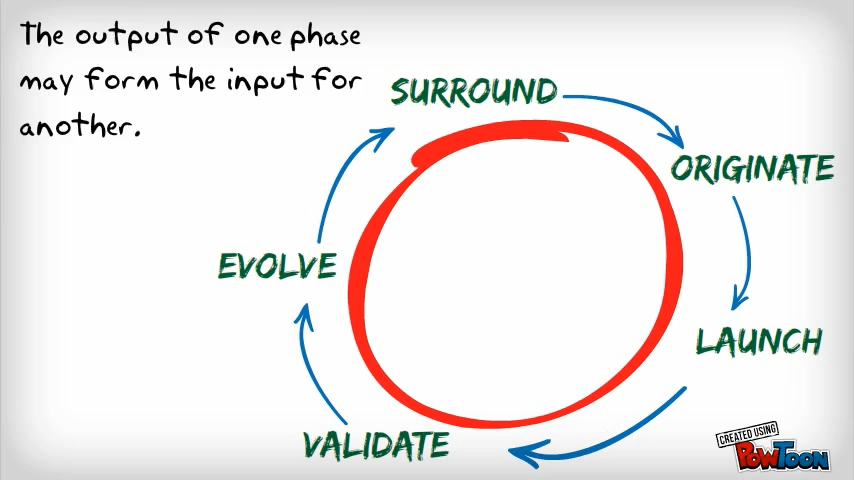 The output of one phase
may form the input for
another.
SURROUND
ORIGINATE
EVOLVE
LAUNCH
VALIDATE
CREATED USING
POWTOON